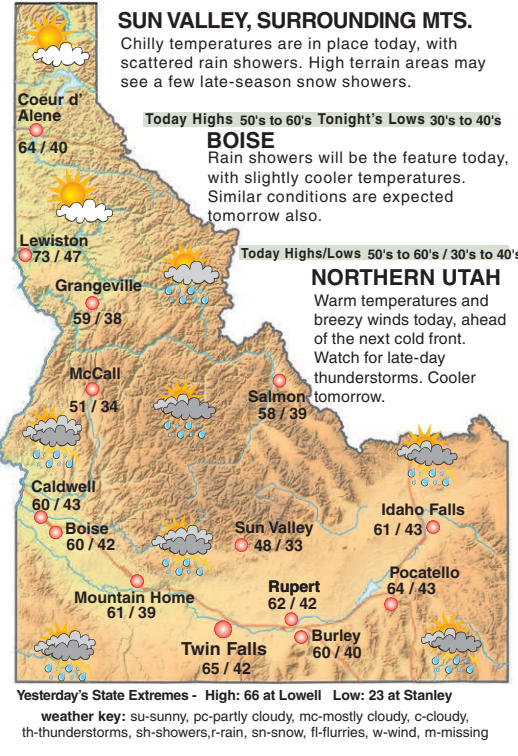 SUN VALLEY, SURROUNDING MTS.
Chilly temperatures are in place today, with
scattered rain showers. High terrain areas may
see a few late-season snow showers.
Today Highs 50's to 60's Tonight's Lows 30's to 40's
BOISE
Rain showers will be the feature today,
with slightly cooler temperatures.
Similar conditions are expected
tomorrow also.
Today Highs/Lows 50's to 60's / 30's to 40's
NORTHERN UTAH
Warm temperatures and
breezy winds today, ahead
of the next cold front.
Watch for late-day
thunderstorms. Cooler
tomorrow.
Coeur d'
Alene
64 / 40
Lewiston
73 / 47
Grangeville
59 / 38
McCall
51 / 34
Salmon
58 / 39
Caldwell
60 / 43
Boise
60 / 42
Sun Valley
48 / 33
Idaho Falls
61 / 43
Pocatello
64 / 43
Mountain Home
61 / 39
Rupert
62 / 42
Burley
60 / 40
Twin Falls
65 / 42
Yesterday's State Extremes - High: 66 at Lowell Low: 23 at Stanley
weather key: su-sunny, pc-partly cloudy, mc-mostly cloudy, c-cloudy,
th-thunderstorms, sh-showers,r-rain, sn-snow, fl-flurries, w-wind, m-missing